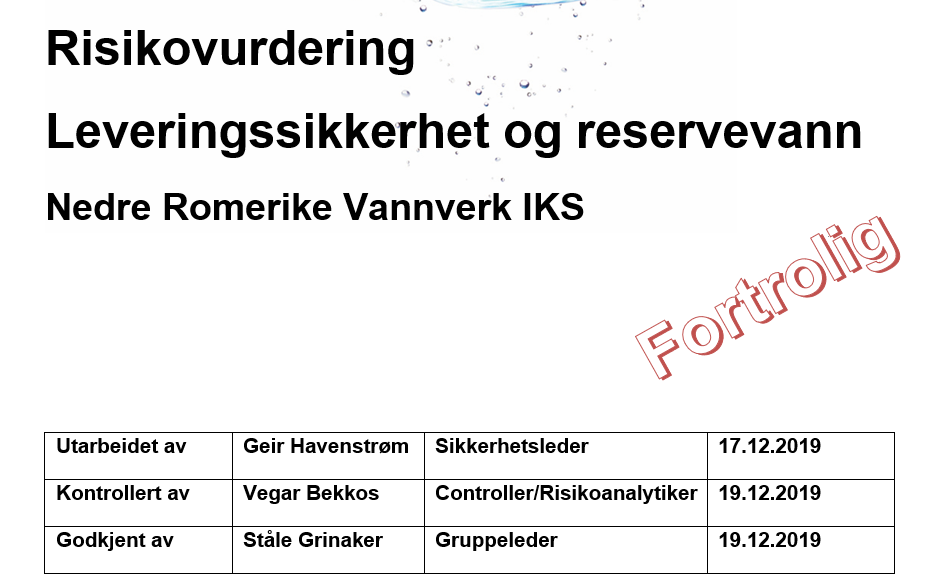 Risikovurdering
Leveringssikkerhet og reservevann
Nedre Romerike Vannverk IKS
Fortrolig
Utarbeidet av Geir Havenstrøm Sikkerhetsleder 17.12.2019
Kontrollert av Vegar Bekkos Controller/Risikoanalytiker 19.12.2019
Godkjent av Ståle Grinaker Gruppeleder 19.12.2019